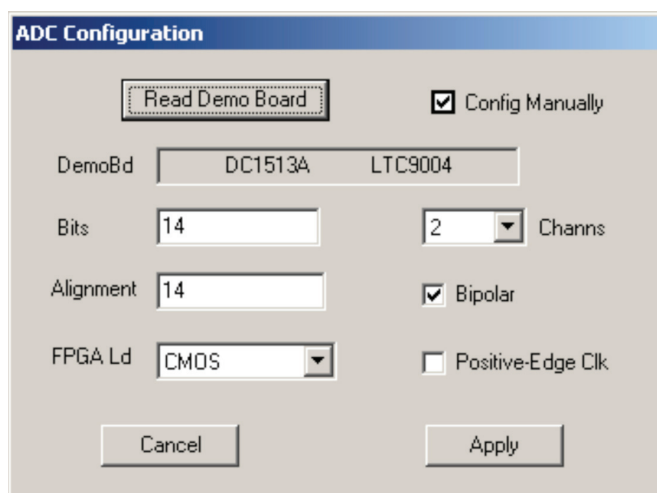 ADC Configuration
Read Demo Board
Config Manually
DemoBd DC1513A LTC9004
Bits 14 2 Channs
Alignment 14 Bipolar
FPGA Ld CMOS Positive-Edge Clk
Cancel Apply